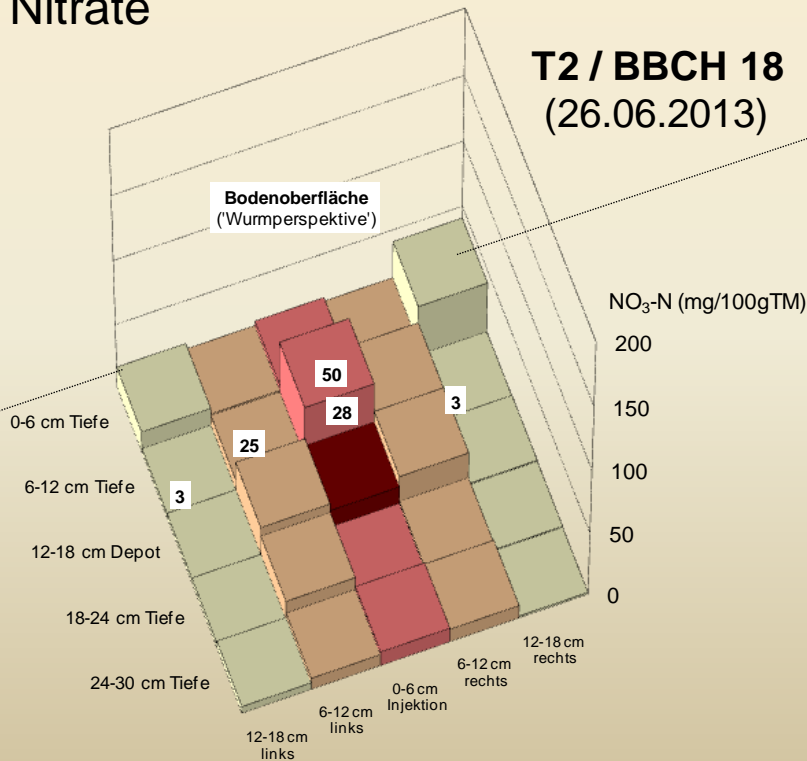 Nitrate
T2 / BBCH 18
(26.06.2013)
Bodenoberfläche
('Wurmperspektive')
NO₃-N (mg/100gTM)
200
150
100
50
0
50
28
25
3
3
0-6 cm Tiefe
6-12 cm Tiefe
12-18 cm Depot
18-24 cm Tiefe
24-30 cm Tiefe
12-18 cm
links
6-12 cm
links
0-6 cm
Injektion
6-12 cm
rechts
12-18 cm
rechts